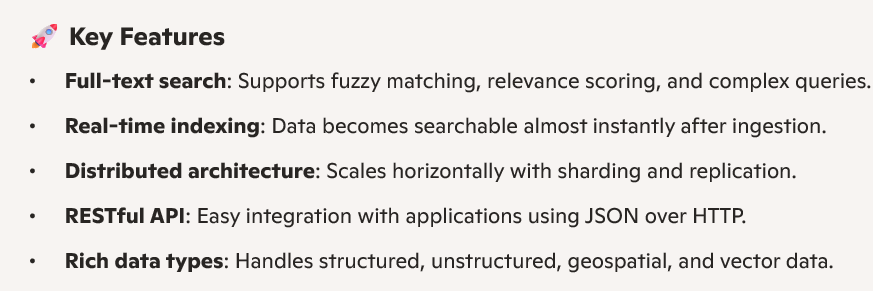 🚀 Key Features
• Full-text search: Supports fuzzy matching, relevance scoring, and complex queries.
• Real-time indexing: Data becomes searchable almost instantly after ingestion.
• Distributed architecture: Scales horizontally with sharding and replication.
• RESTful API: Easy integration with applications using JSON over HTTP.
• Rich data types: Handles structured, unstructured, geospatial, and vector data.